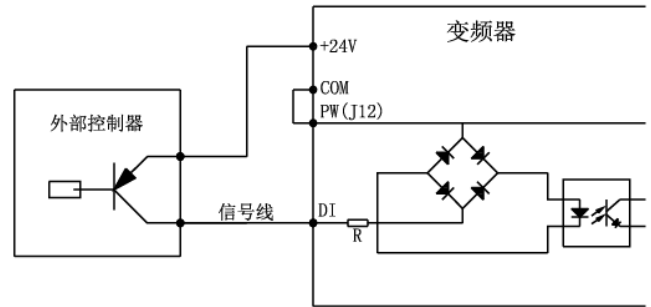 变频器
+24V
COM
PW(J12)
外部控制器
信号线
DI
R